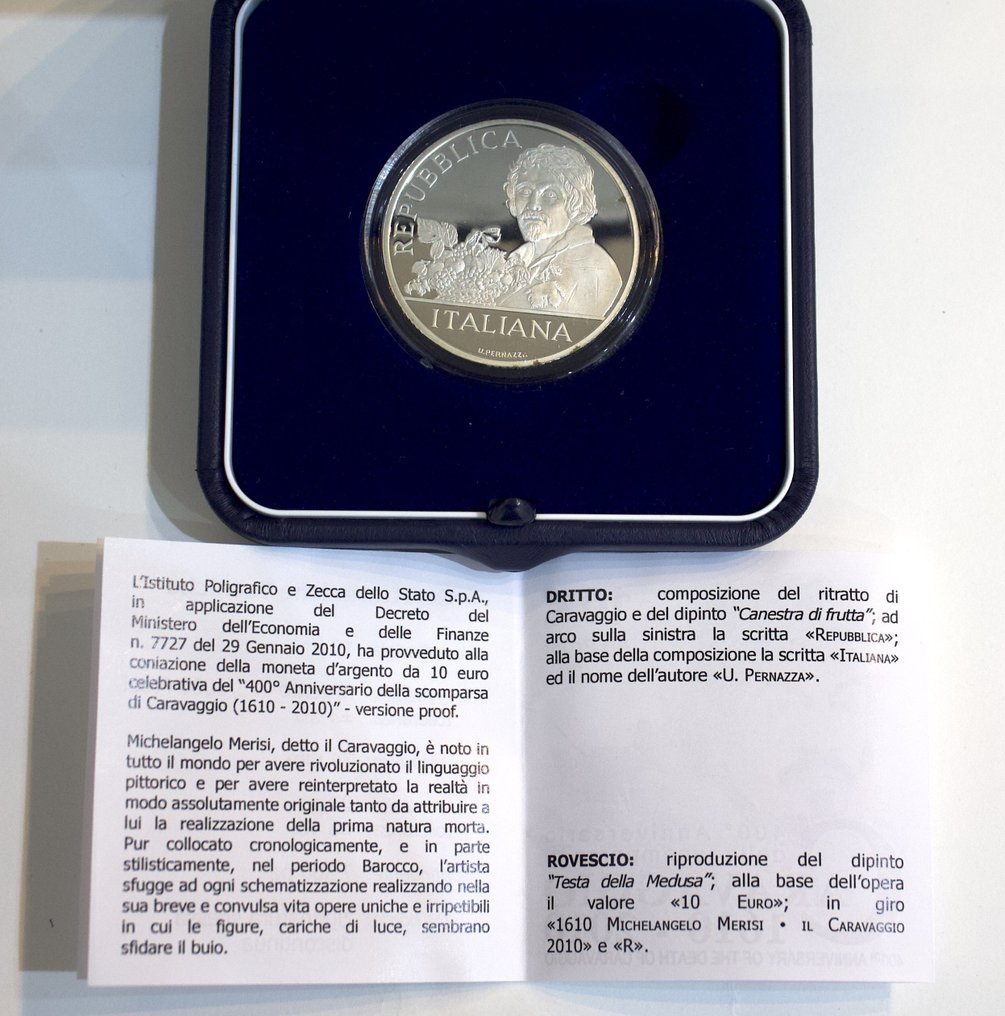 REPUBBLICA
ITALIANA
U.PERNAZZA
L'Istituto Poligrafico e Zecca dello Stato S.p.A.,
in applicazione del Decreto del
Ministero dell'Economia e delle Finanze
n. 7727 del 29 Gennaio 2010, ha provveduto alla
coniazione della moneta d'argento da 10 euro
celebrativa del "400° Anniversario della scomparsa
di Caravaggio (1610 - 2010)" - versione proof.
Michelangelo Merisi, detto il Caravaggio, è noto in
tutto il mondo per avere rivoluzionato il linguaggio
pittorico e per avere reinterpretato la realtà in
modo assolutamente originale tanto da attribuire a
lui la realizzazione della prima natura morta.
Pur collocato cronologicamente, e in parte
stilisticamente, nel periodo Barocco, l'artista
sfugge ad ogni schematizzazione realizzando nella
sua breve e convulsa vita opere uniche e irripetibili
in cui le figure, cariche di luce, sembrano
sfidare il buio.
DRITTO: composizione del ritratto di
Caravaggio e del dipinto "Canestra di frutta"; ad
arco sulla sinistra la scritta «REPUBBLICA»;
alla base della composizione la scritta «ITALIANA»
ed il nome dell'autore «U. PERNAZZA».
ROVESCIO: riproduzione del dipinto
"Testa della Medusa"; alla base dell'opera
il valore «10 EURO»; in giro
«1610 MICHELANGELO MERISI • IL CARAVAGGIO
2010» e «R».